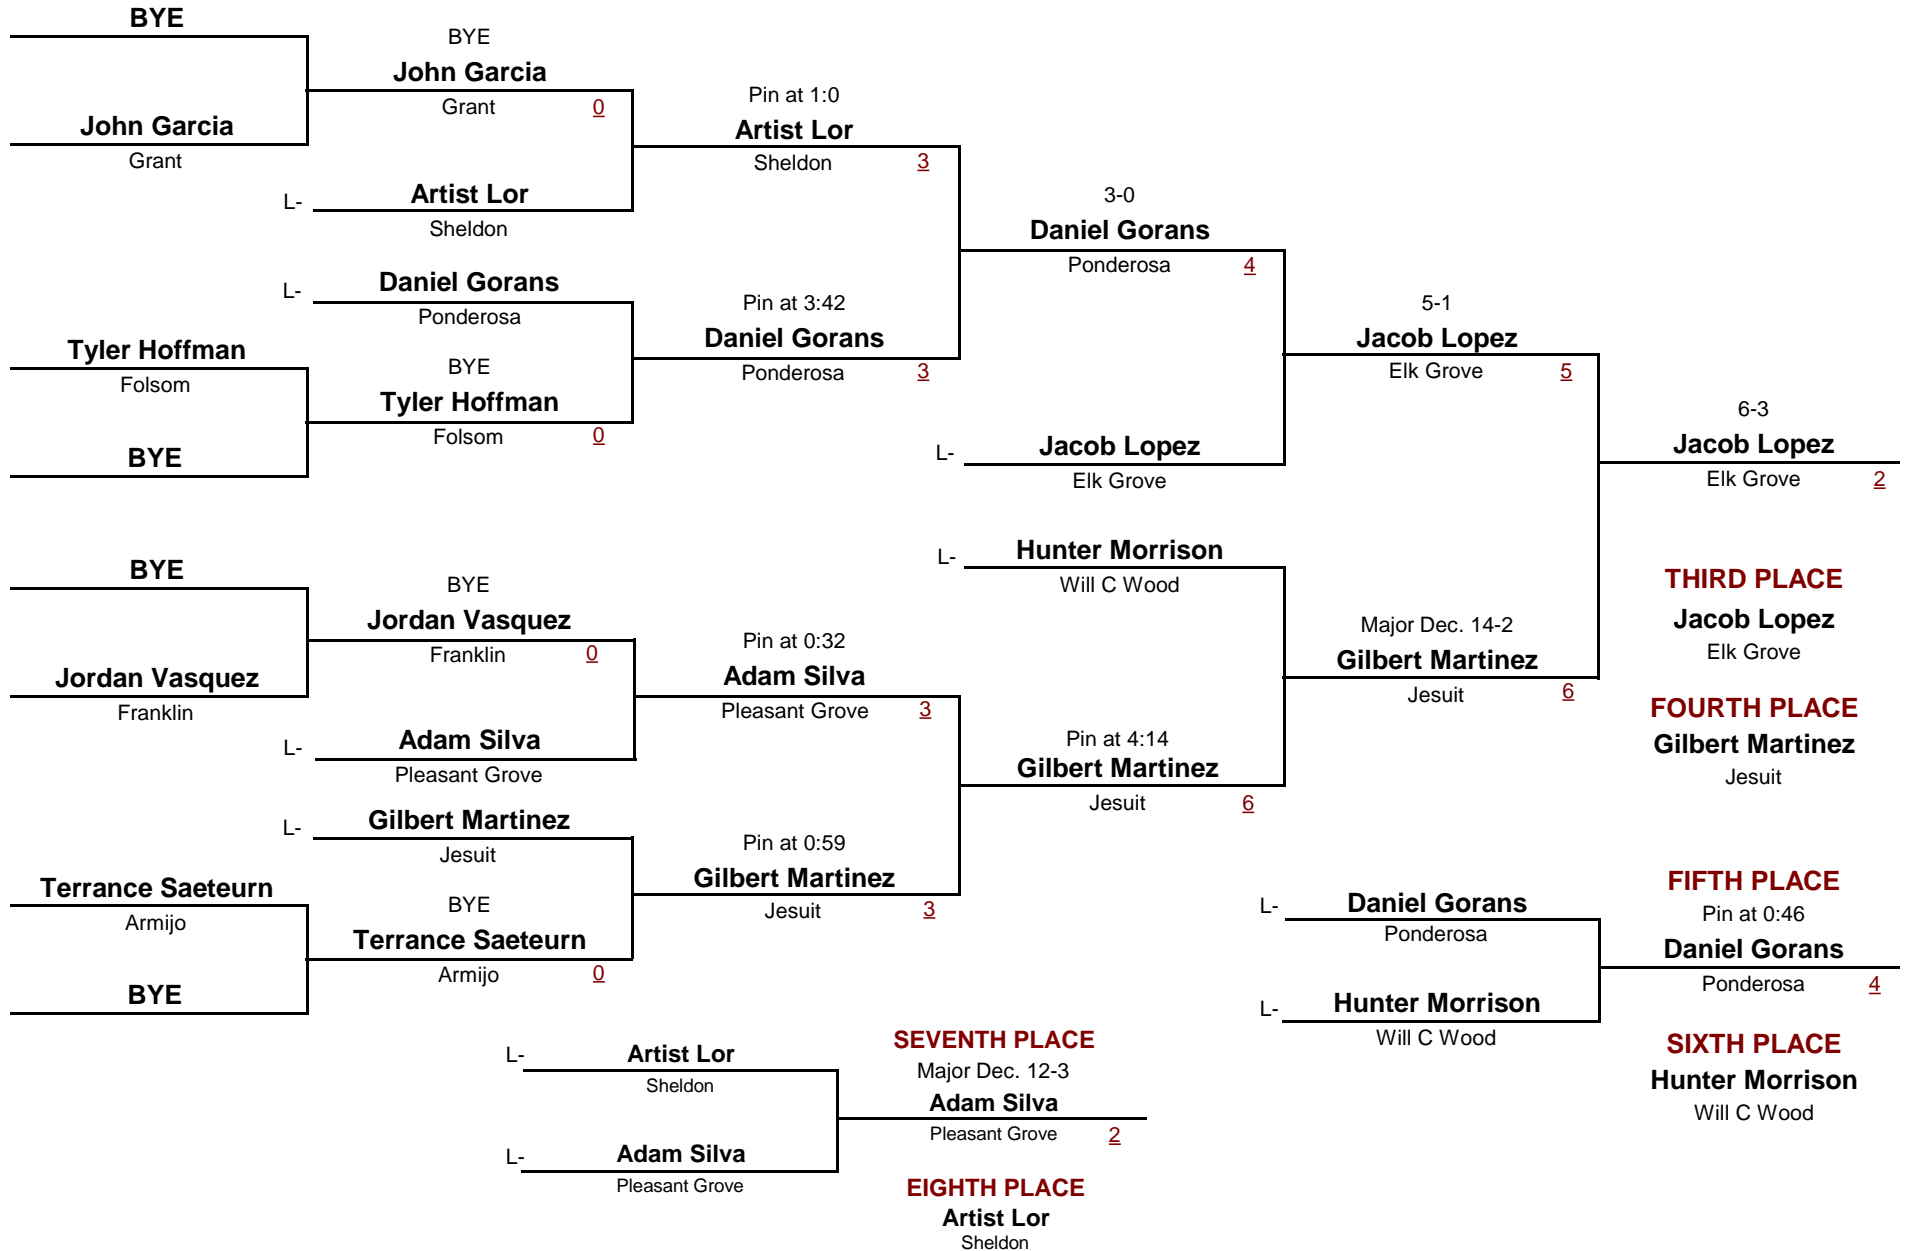 BYE
John Garcia
Grant
BYE
John Garcia
Grant 0
L- Artist Lor
Sheldon
Pin at 1:0
Artist Lor
Sheldon 3
L- Daniel Gorans
Ponderosa
Tyler Hoffman
Folsom
BYE
BYE
Tyler Hoffman
Folsom 0
Pin at 3:42
Daniel Gorans
Ponderosa 3
3-0
Daniel Gorans
Ponderosa 4
L- Jacob Lopez
Elk Grove
5-1
Jacob Lopez
Elk Grove 5
6-3
Jacob Lopez
Elk Grove 2
BYE
Jordan Vasquez
Franklin
BYE
Jordan Vasquez
Franklin 0
L- Adam Silva
Pleasant Grove
Pin at 0:32
Adam Silva
Pleasant Grove 3
L- Gilbert Martinez
Jesuit
Terrance Saeteurn
Armijo
BYE
BYE
Terrance Saeteurn
Armijo 0
Pin at 0:59
Gilbert Martinez
Jesuit 3
L- Hunter Morrison
Will C Wood
Pin at 4:14
Gilbert Martinez
Jesuit 6
Major Dec. 14-2
Gilbert Martinez
Jesuit 6
THIRD PLACE
Jacob Lopez
Elk Grove
FOURTH PLACE
Gilbert Martinez
Jesuit
L- Daniel Gorans
Ponderosa
L- Hunter Morrison
Will C Wood
FIFTH PLACE
Pin at 0:46
Daniel Gorans
Ponderosa 4
SIXTH PLACE
Hunter Morrison
Will C Wood
L- Artist Lor
Sheldon
L- Adam Silva
Pleasant Grove
SEVENTH PLACE
Major Dec. 12-3
Adam Silva
Pleasant Grove 2
EIGHTH PLACE
Artist Lor
Sheldon